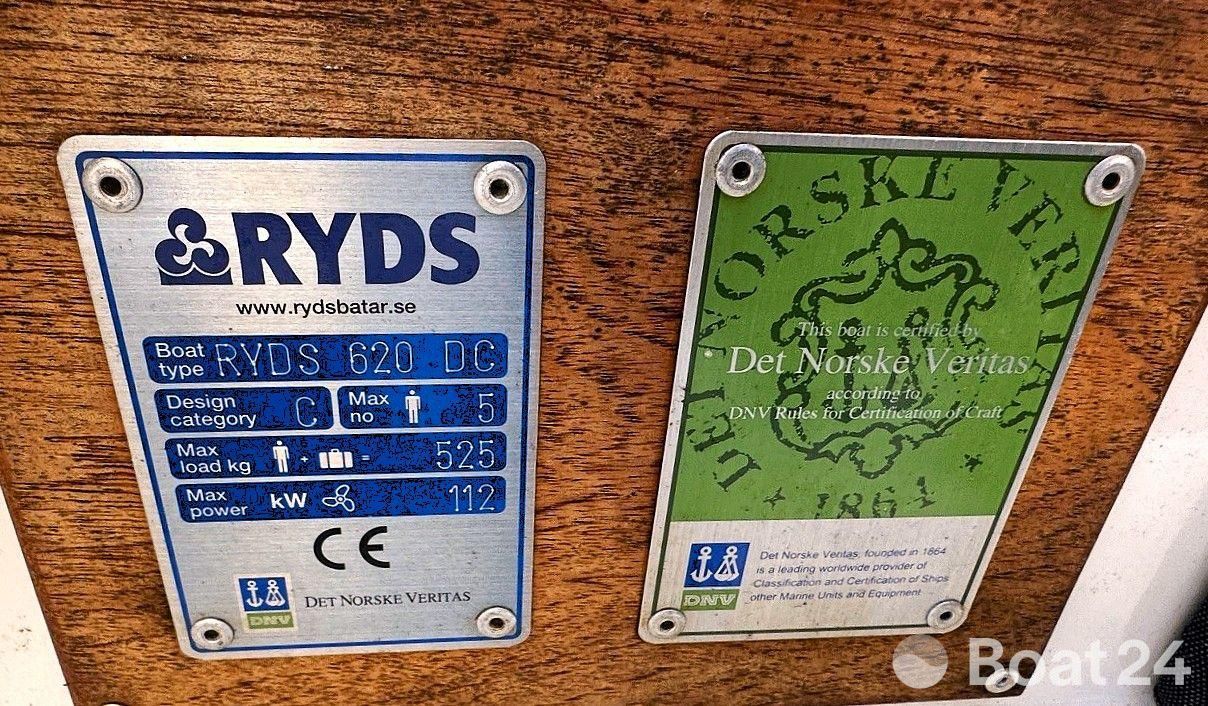 RYDS
www.rydsbatar.se
Boat type RYDS 620 DC
Design category C
Max no 5
Max load kg + = 525
Max power kW 112
CE
DNV
DET NORSKE VERITAS
DET NORSKE VERITAS
This boat is certified by
Det Norske Veritas
according to
DNV Rules for Certification of Craft
1864
DNV
Det Norske Veritas, founded in 1864
is a leading worldwide provider of
Classification and Certification of Ships
other Marine Units and Equipment
Boat24